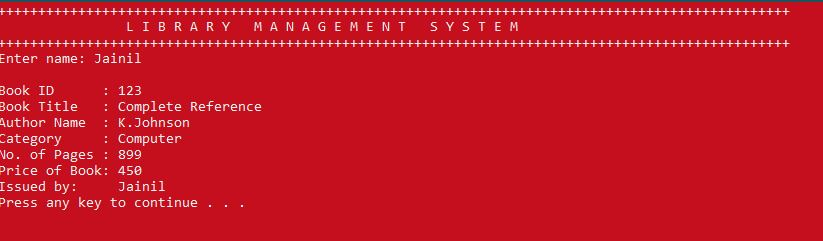 +++++++++++++++++++++++++++++++++++++++++++++++++++++++++++++++++++++++++++++++++++++++++++++++++++
L I B R A R Y   M A N A G E M E N T   S Y S T E M
+++++++++++++++++++++++++++++++++++++++++++++++++++++++++++++++++++++++++++++++++++++++++++++++++++
Enter name: Jainil
Book ID      : 123
Book Title   : Complete Reference
Author Name  : K.Johnson
Category     : Computer
No. of Pages : 899
Price of Book: 450
Issued by:     Jainil
Press any key to continue . . .